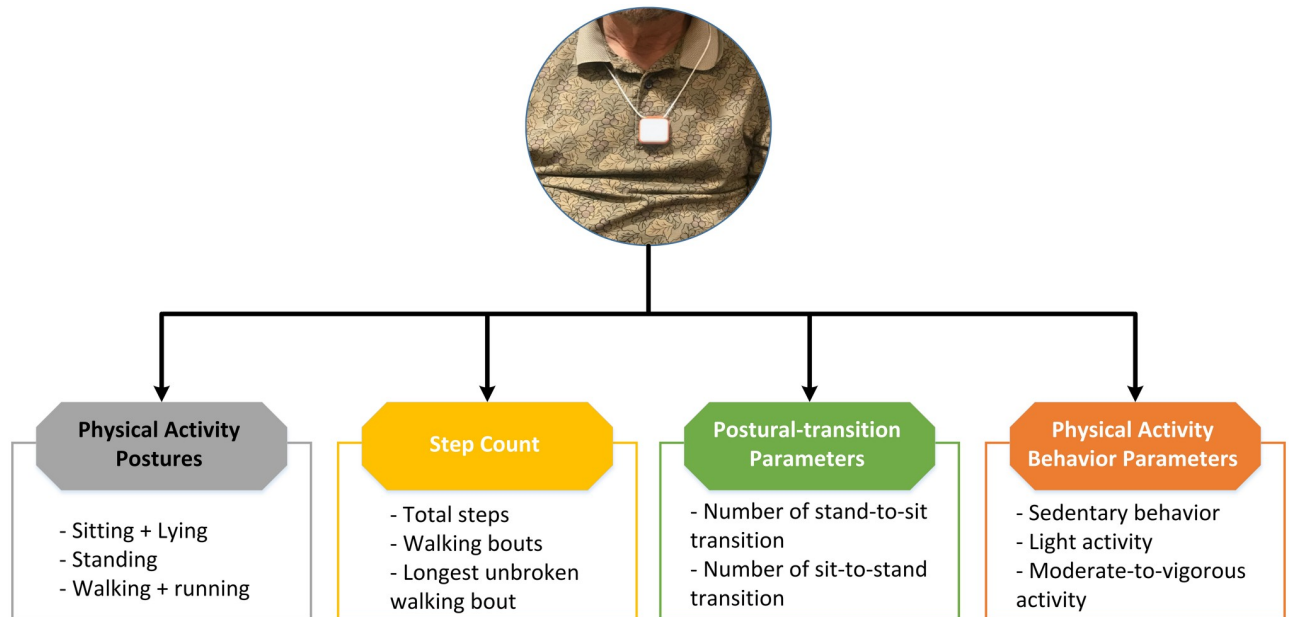 Physical Activity
Postures
- Sitting + Lying
- Standing
- Walking + running
Step Count
- Total steps
- Walking bouts
- Longest unbroken
walking bout
Postural-transition
Parameters
- Number of stand-to-sit
transition
- Number of sit-to-stand
transition
Physical Activity
Behavior Parameters
- Sedentary behavior
- Light activity
- Moderate-to-vigorous
activity